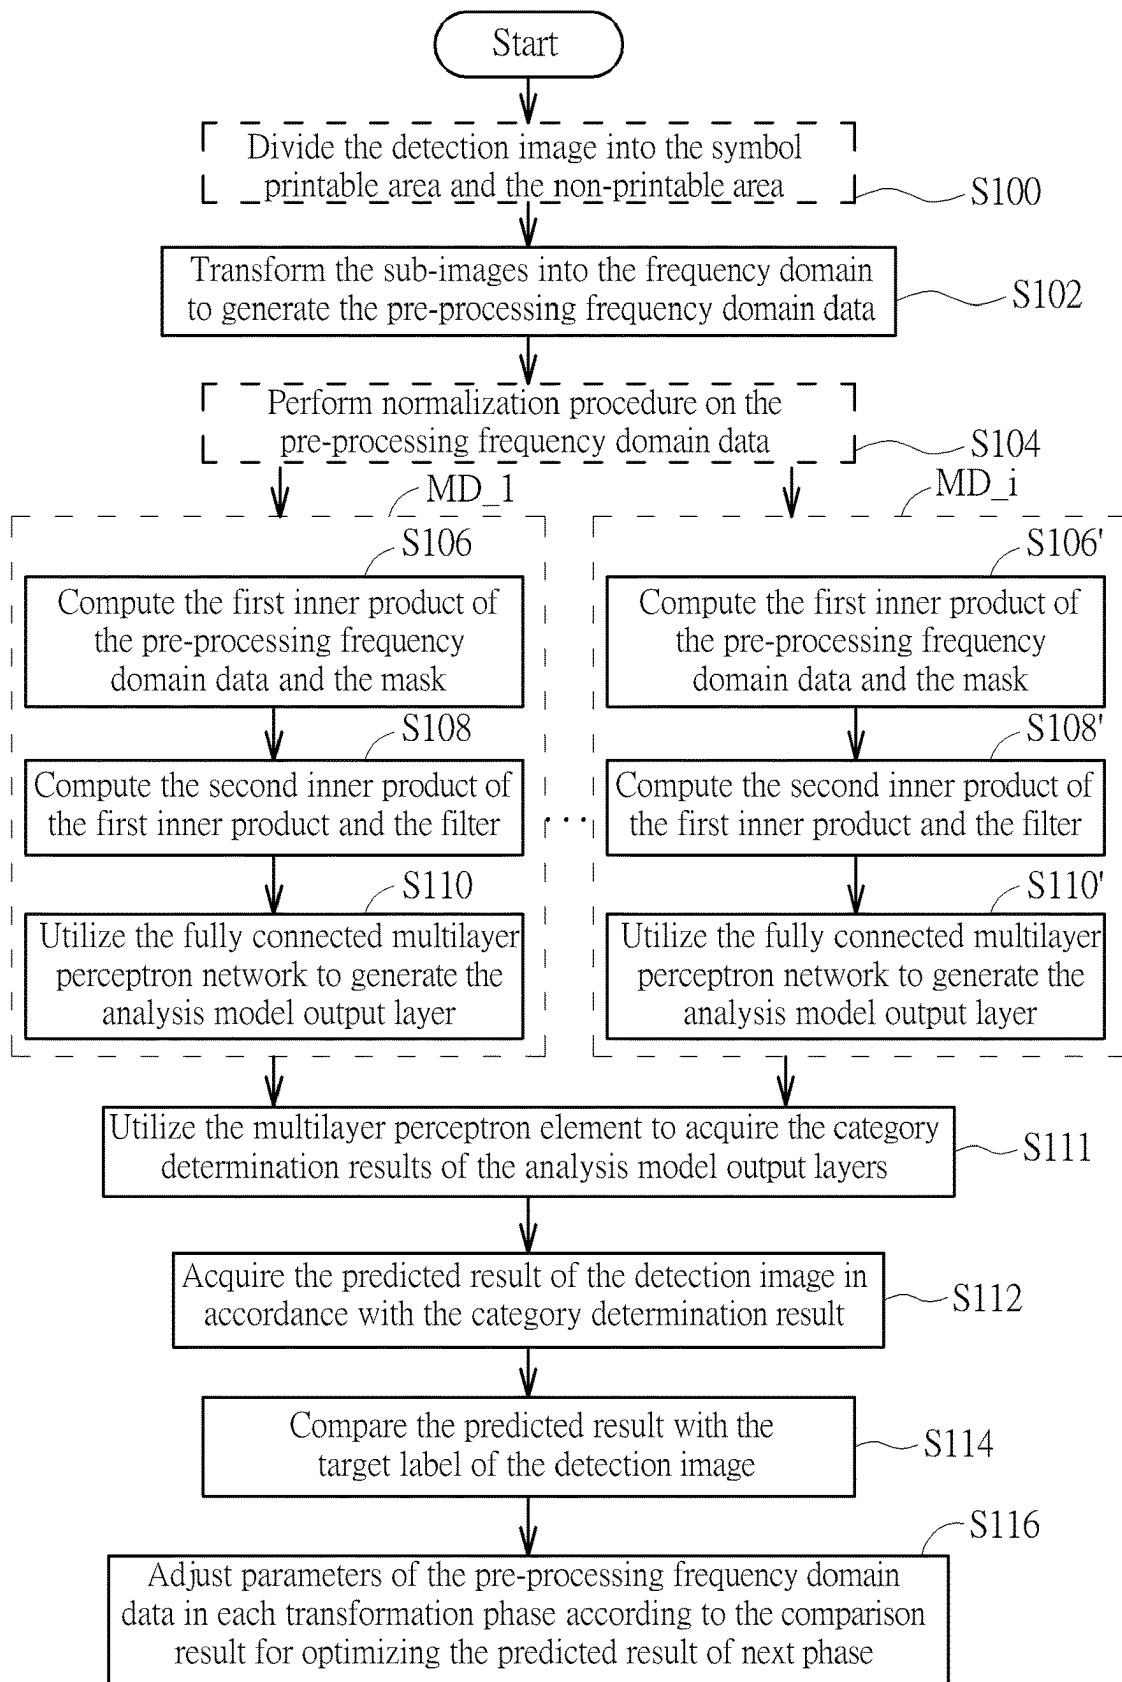 Start
Divide the detection image into the symbol
printable area and the non-printable area
S100
Transform the sub-images into the frequency domain
to generate the pre-processing frequency domain data
S102
Perform normalization procedure on the
pre-processing frequency domain data
S104
MD_1
S106
Compute the first inner product of
the pre-processing frequency
domain data and the mask
S108
Compute the second inner product of
the first inner product and the filter
S110
Utilize the fully connected multilayer
perceptron network to generate the
analysis model output layer
...
MD_i
S106'
Compute the first inner product of
the pre-processing frequency
domain data and the mask
S108'
Compute the second inner product of
the first inner product and the filter
S110'
Utilize the fully connected multilayer
perceptron network to generate the
analysis model output layer
Utilize the multilayer perceptron element to acquire the category
determination results of the analysis model output layers
S111
Acquire the predicted result of the detection image in
accordance with the category determination result
S112
Compare the predicted result with the
target label of the detection image
S114
S116
Adjust parameters of the pre-processing frequency domain
data in each transformation phase according to the comparison
result for optimizing the predicted result of next phase